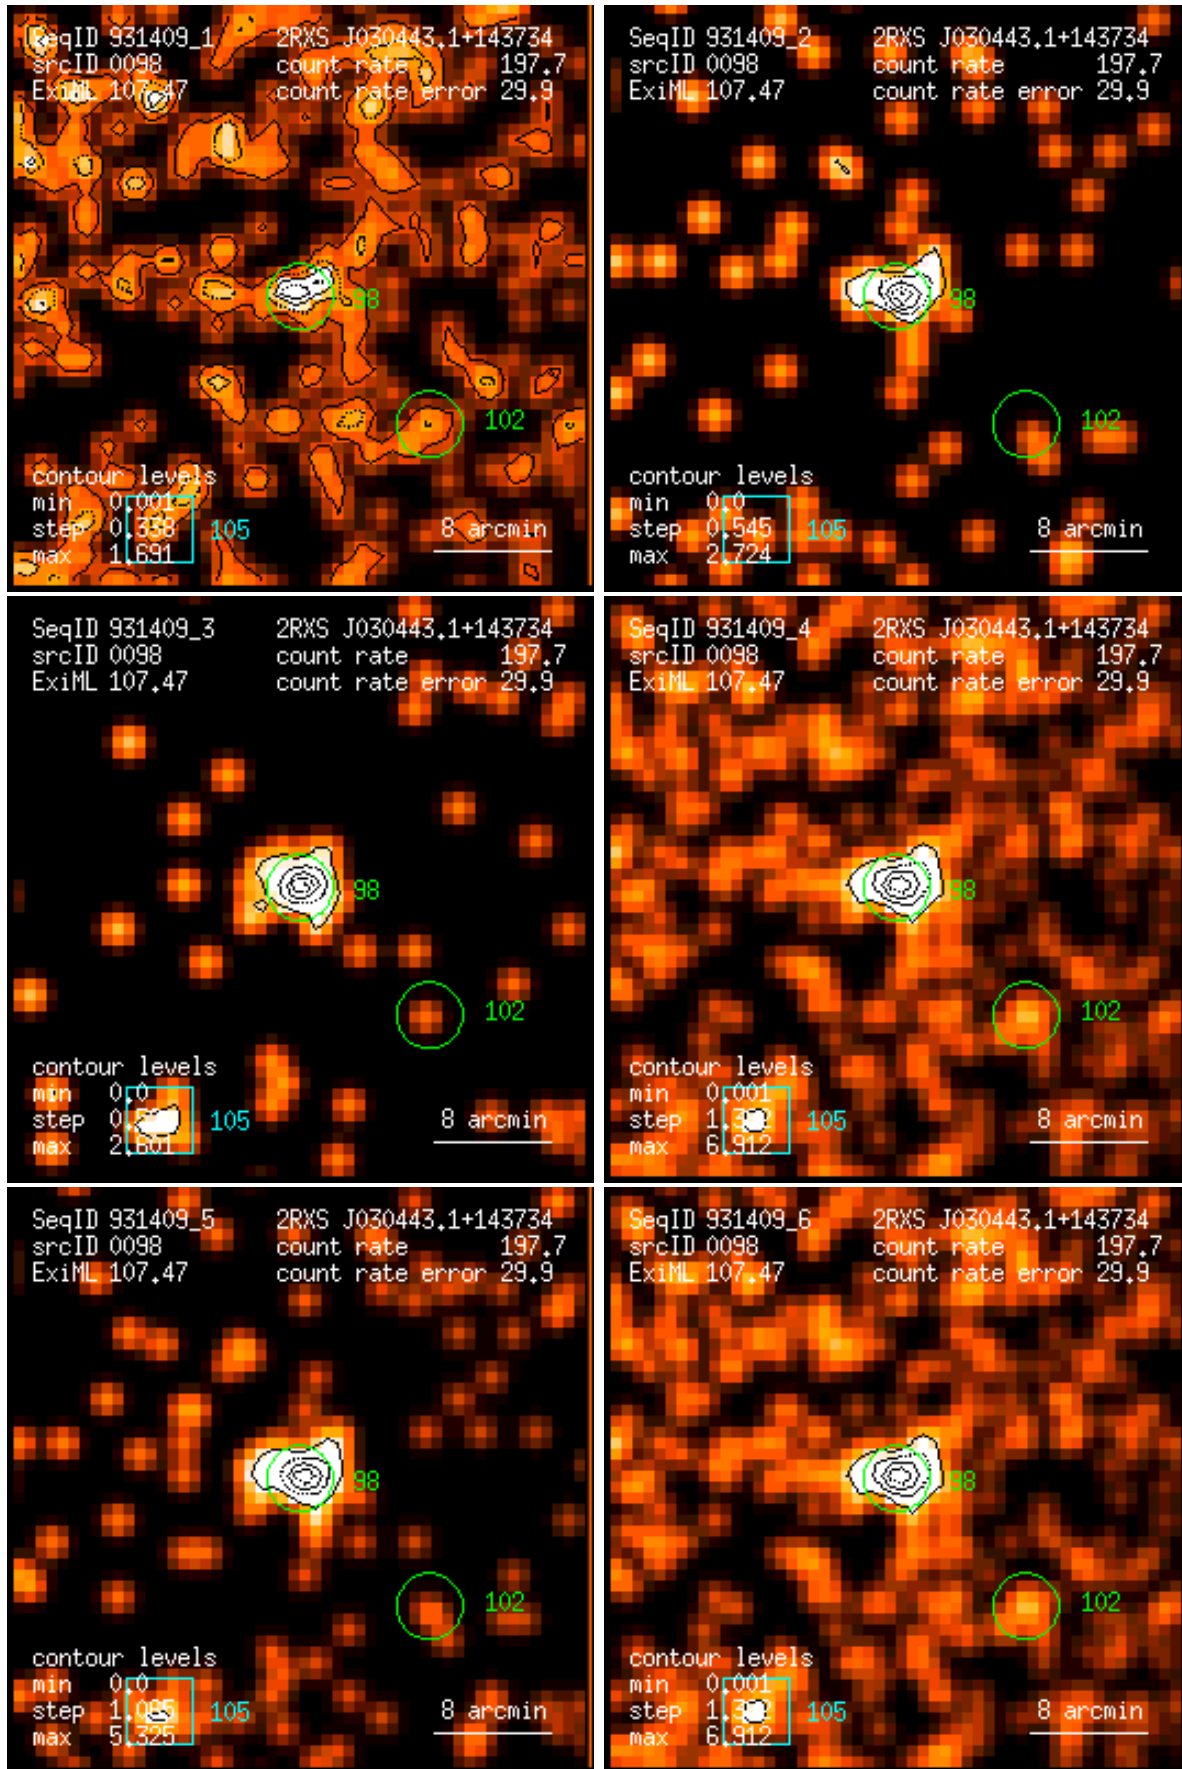 SeqID 931409_1 2RXS J030443.1+143734
srcID 0098 count rate 197.7
ExiML 107.47 count rate error 29.9
98
102
contour levels
min 0.001
step 0.338 105 8 arcmin
max 1.691
SeqID 931409_2 2RXS J030443.1+143734
srcID 0098 count rate 197.7
ExiML 107.47 count rate error 29.9
98
102
contour levels
min 0.0
step 0.545 105 8 arcmin
max 2.724
SeqID 931409_3 2RXS J030443.1+143734
srcID 0098 count rate 197.7
ExiML 107.47 count rate error 29.9
98
102
contour levels
min 0.0
step 105 8 arcmin
max 2.601
SeqID 931409_4 2RXS J030443.1+143734
srcID 0098 count rate 197.7
ExiML 107.47 count rate error 29.9
98
102
contour levels
min 0.001
step 105 8 arcmin
max 6.912
SeqID 931409_5 2RXS J030443.1+143734
srcID 0098 count rate 197.7
ExiML 107.47 count rate error 29.9
98
102
contour levels
min 0.0
step 1.065 105 8 arcmin
max 5.325
SeqID 931409_6 2RXS J030443.1+143734
srcID 0098 count rate 197.7
ExiML 107.47 count rate error 29.9
98
102
contour levels
min 0.001
step 105 8 arcmin
max 6.912